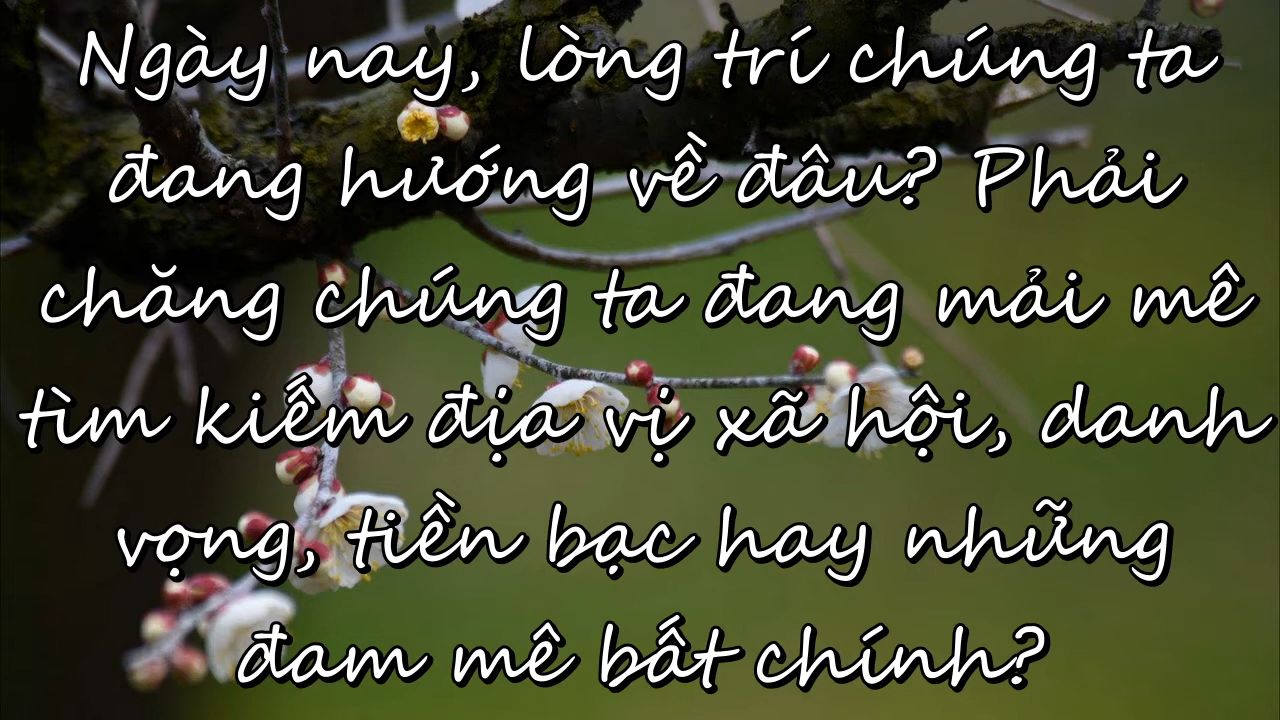 Ngày nay, lòng trí chúng ta
đang hướng về đâu? Phải
chăng chúng ta đang mải mê
tìm kiếm địa vị xã hội, danh
vọng, tiền bạc hay những
đam mê bất chính?